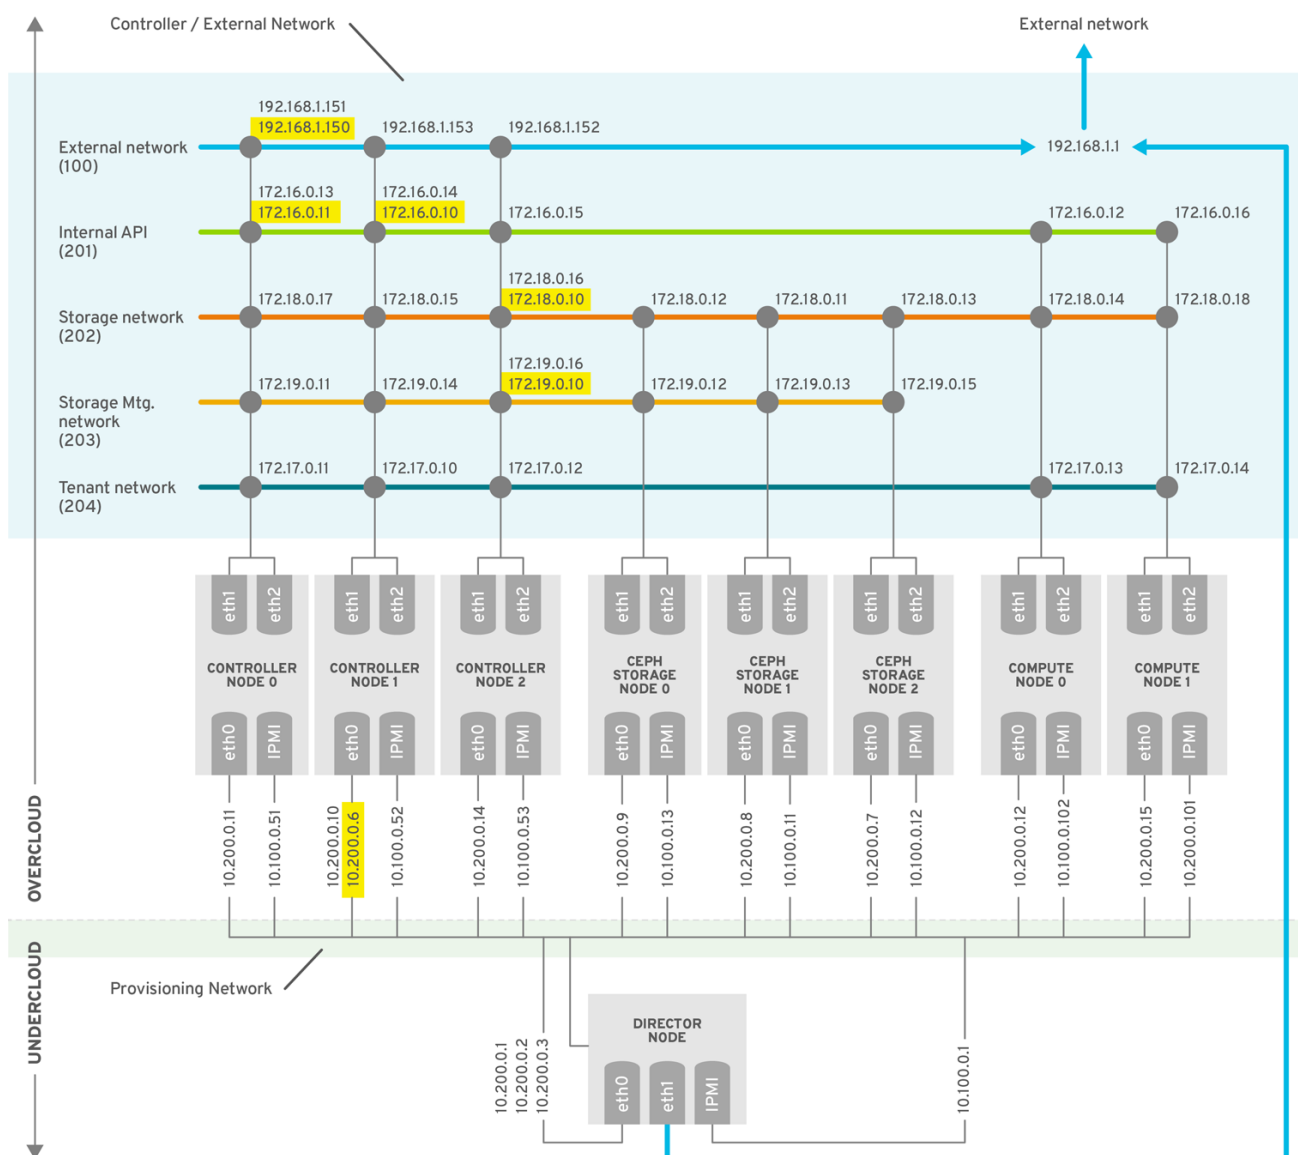 Controller / External Network
External network
192.168.1.151
192.168.1.150
192.168.1.153
192.168.1.152
External network
(100)
192.168.1.1
172.16.0.13
172.16.0.11
172.16.0.14
172.16.0.10
172.16.0.15
172.16.0.12
172.16.0.16
Internal API
(201)
172.18.0.17
172.18.0.15
172.18.0.16
172.18.0.10
172.18.0.12
172.18.0.11
172.18.0.13
172.18.0.14
172.18.0.18
Storage network
(202)
172.19.0.11
172.19.0.14
172.19.0.16
172.19.0.10
172.19.0.12
172.19.0.13
172.19.0.15
Storage Mtg.
network
(203)
172.17.0.11
172.17.0.10
172.17.0.12
172.17.0.13
172.17.0.14
Tenant network
(204)
eth1
eth2
CONTROLLER
NODE 0
eth0
IPMI
10.200.0.11
10.100.0.51
eth1
eth2
CONTROLLER
NODE 1
eth0
IPMI
10.200.0.10
10.200.0.6
10.100.0.52
eth1
eth2
CONTROLLER
NODE 2
eth0
IPMI
10.200.0.14
10.100.0.53
eth1
eth2
CEPH
STORAGE
NODE 0
eth0
IPMI
10.200.0.9
10.100.0.13
eth1
eth2
CEPH
STORAGE
NODE 1
eth0
IPMI
10.200.0.8
10.100.0.11
eth1
eth2
CEPH
STORAGE
NODE 2
eth0
IPMI
10.200.0.7
10.100.0.12
eth1
eth2
COMPUTE
NODE 0
eth0
IPMI
10.200.0.12
10.100.0.102
eth1
eth2
COMPUTE
NODE 1
eth0
IPMI
10.200.0.15
10.200.0.101
OVERCLOUD
UNDERCLOUD
Provisioning Network
10.200.0.1
10.200.0.2
10.200.0.3
DIRECTOR
NODE
eth0
eth1
IPMI
10.100.0.1